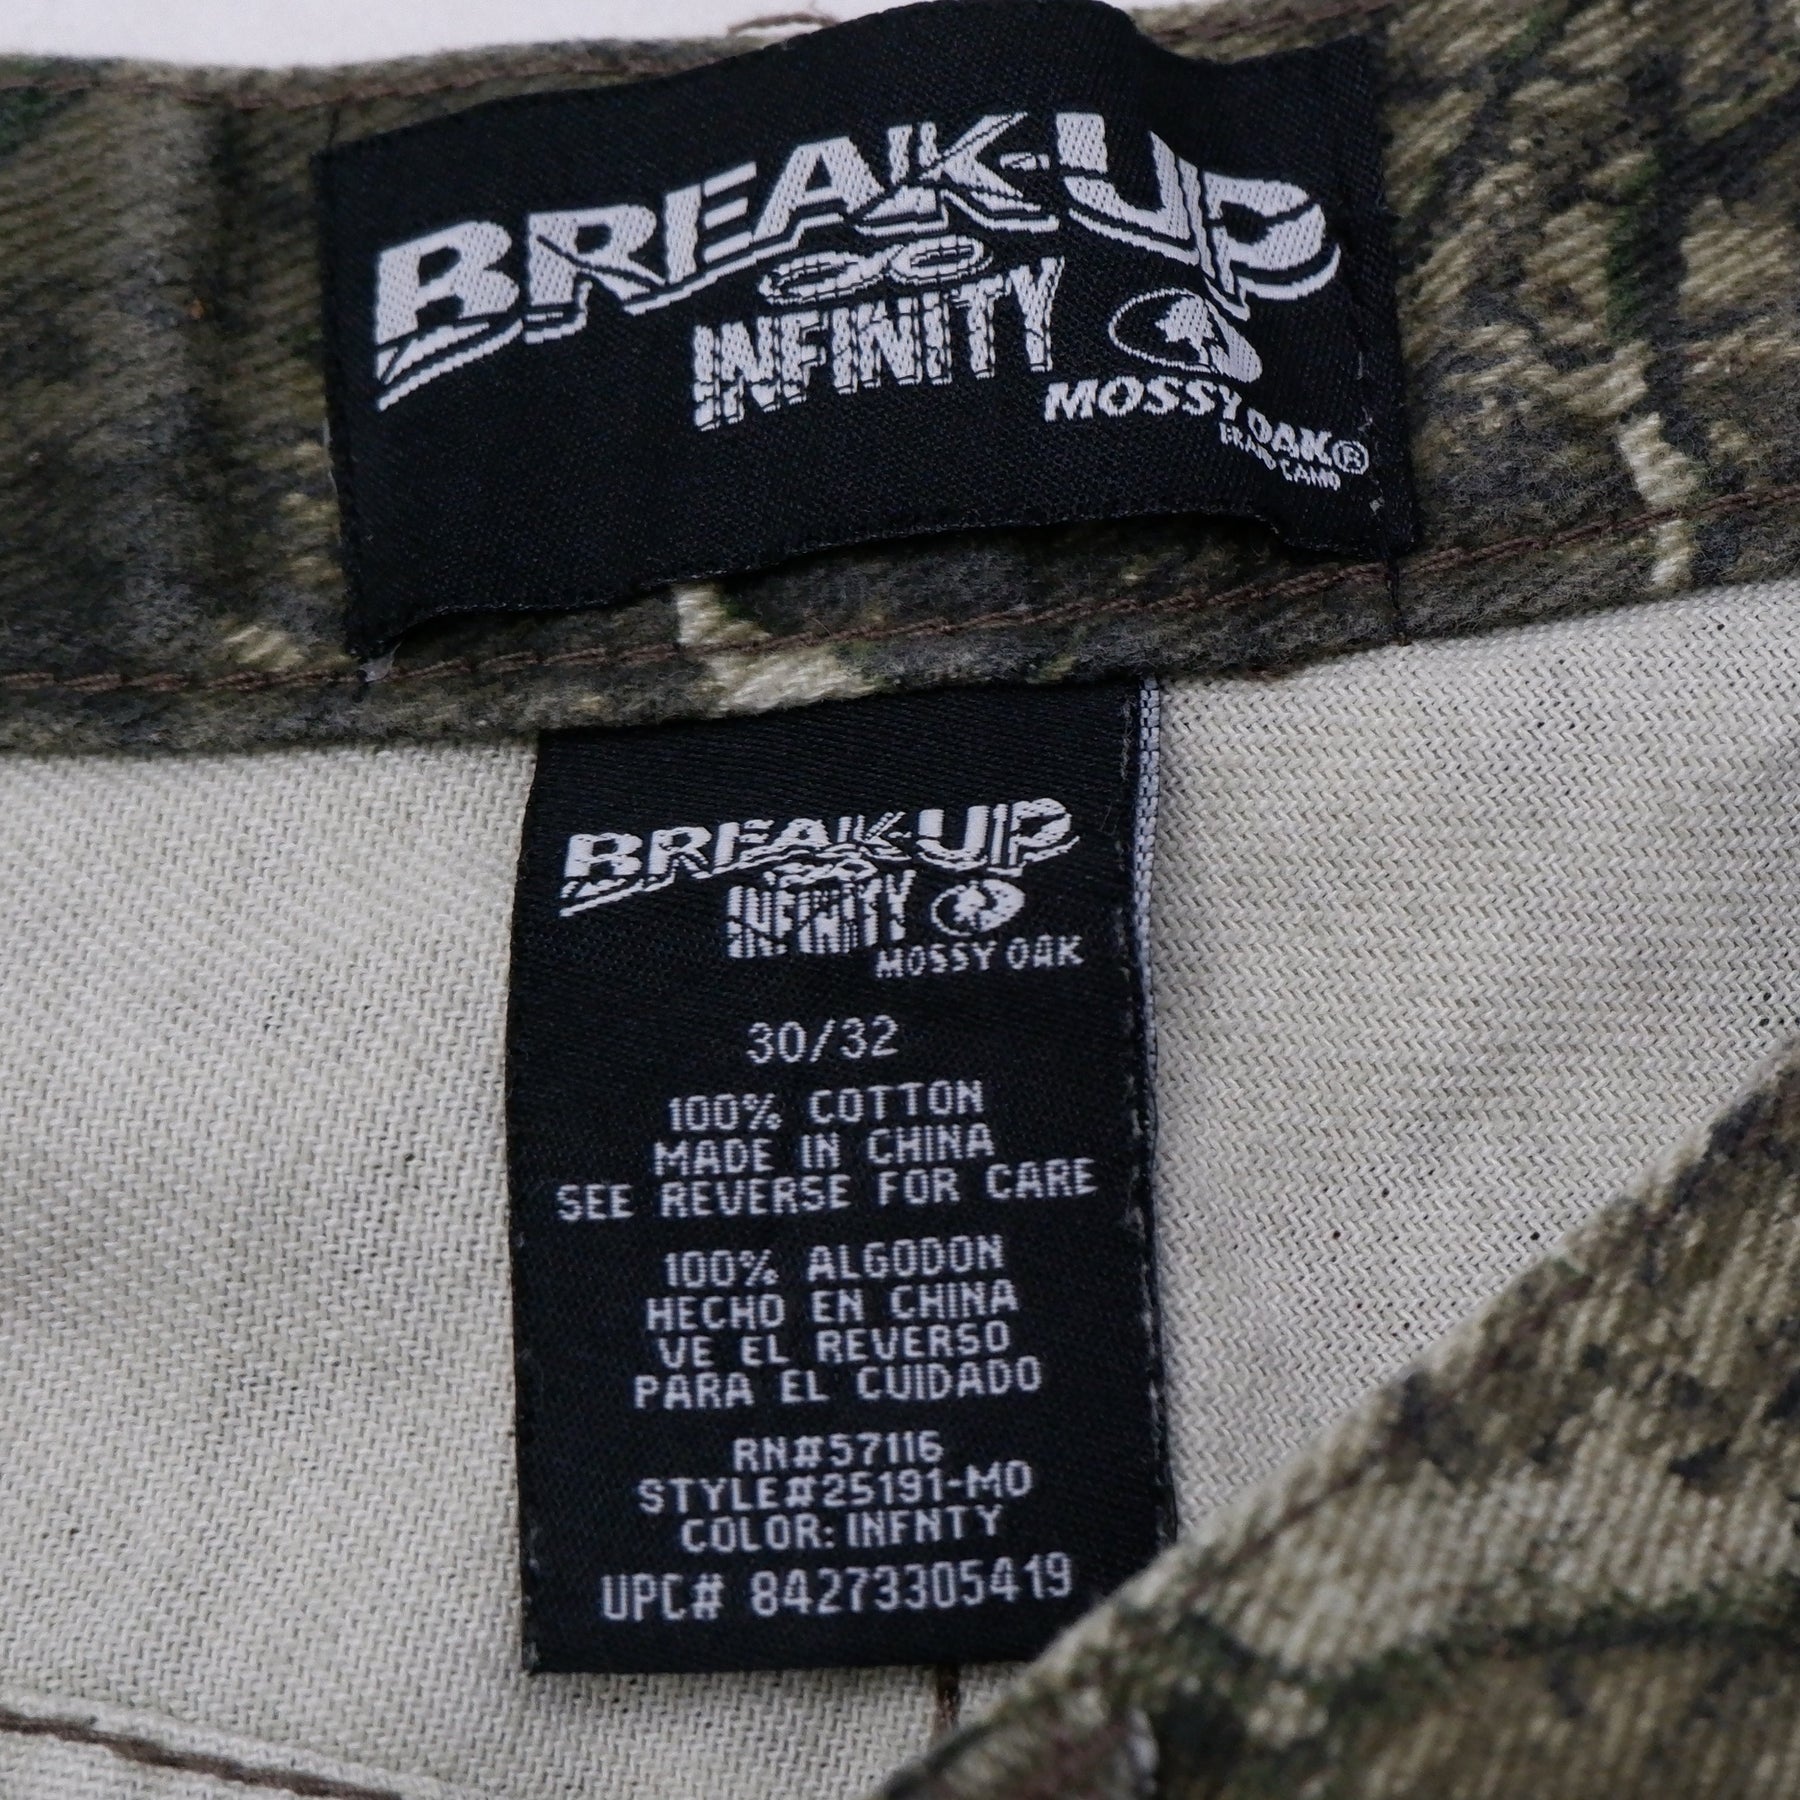 BREAK-UP
INFINITY
MOSSY OAK®
BRAND CAMO
BREAK-UP
INFINITY
MOSSY OAK
30/32
100% COTTON
MADE IN CHINA
SEE REVERSE FOR CARE
100% ALGODON
HECHO EN CHINA
VE EL REVERSO
PARA EL CUIDADO
RN#57116
STYLE#25191-MO
COLOR: INFNTY
UPC# 84273305419